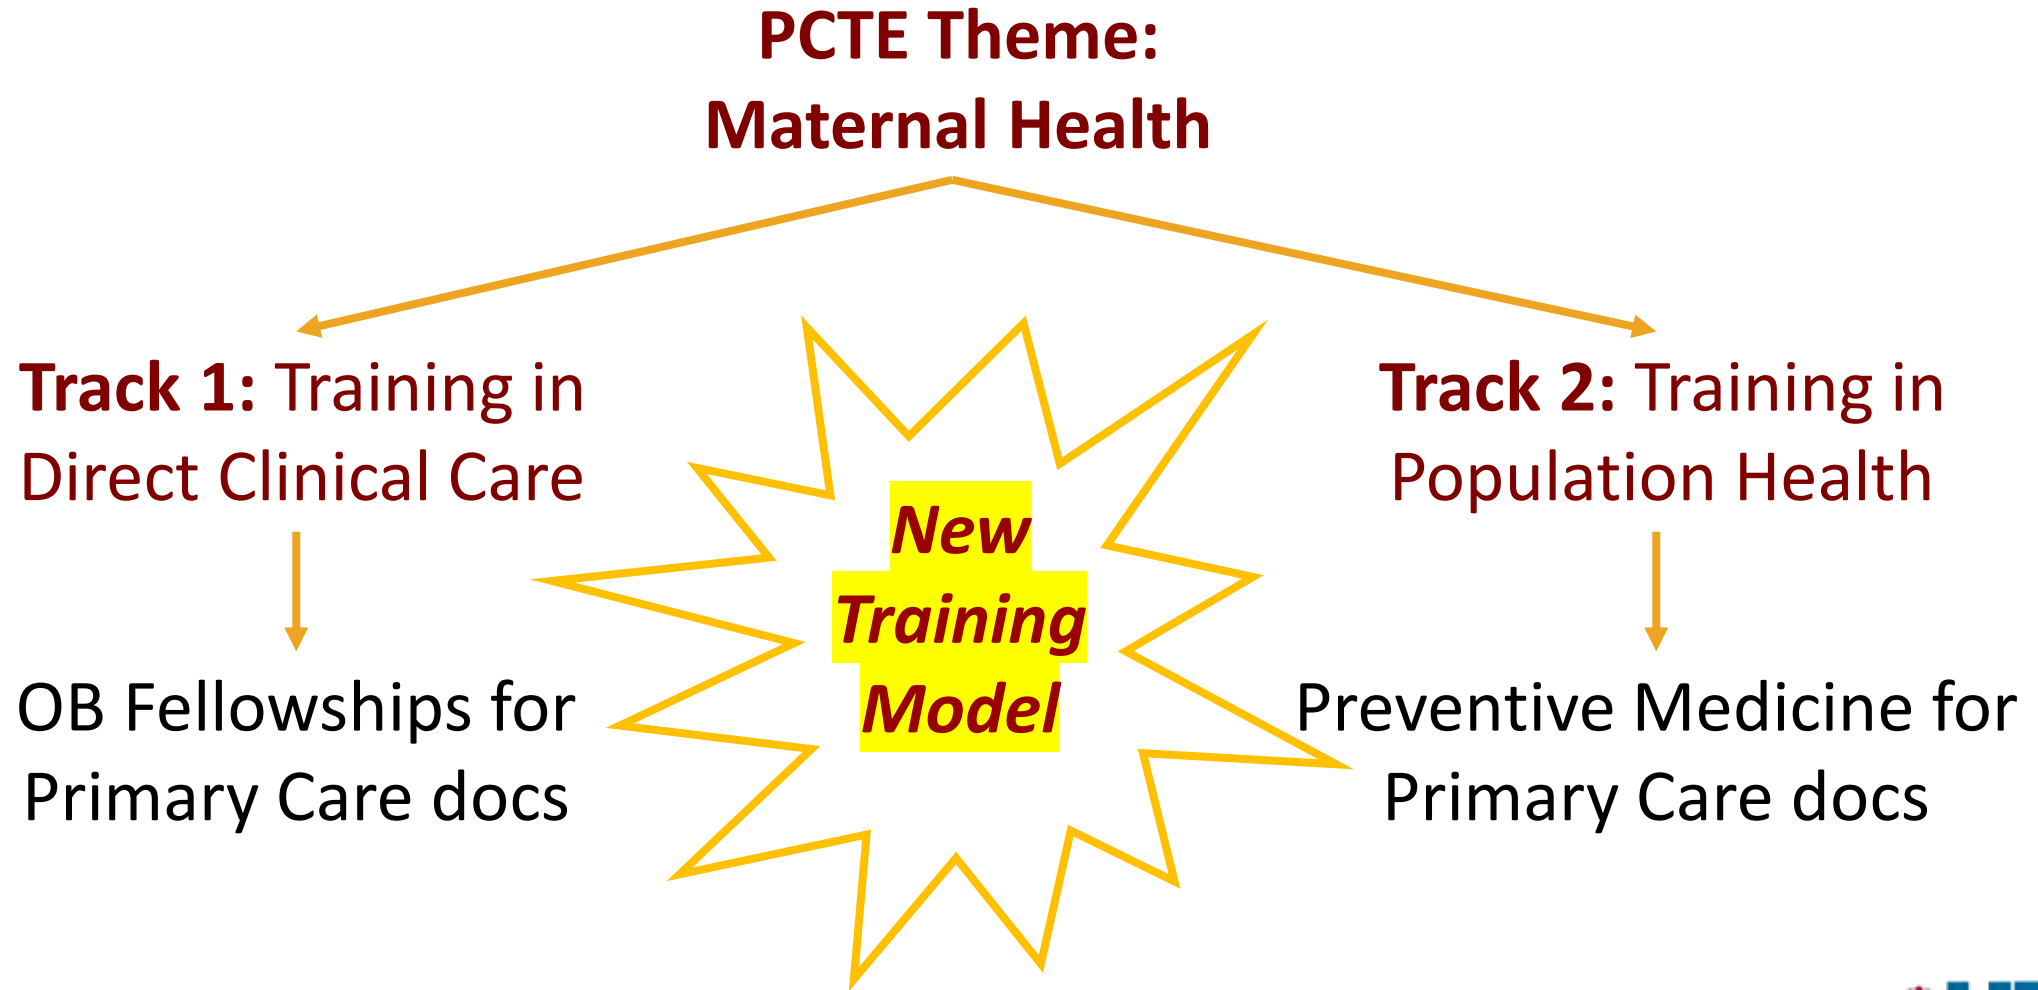 PCTE Theme:
Maternal Health
Track 1: Training in
Direct Clinical Care
Track 2: Training in
Population Health
New
Training
Model
OB Fellowships for
Primary Care docs
Preventive Medicine for
Primary Care docs